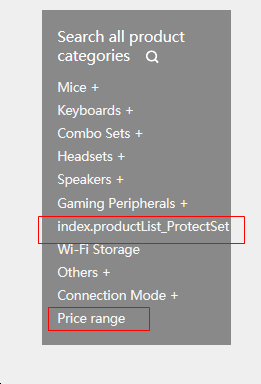 Search all product
categories
Mice +
Keyboards +
Combo Sets +
Headsets +
Speakers +
Gaming Peripherals +
index.productList_ProtectSet
Wi-Fi Storage
Others +
Connection Mode +
Price range